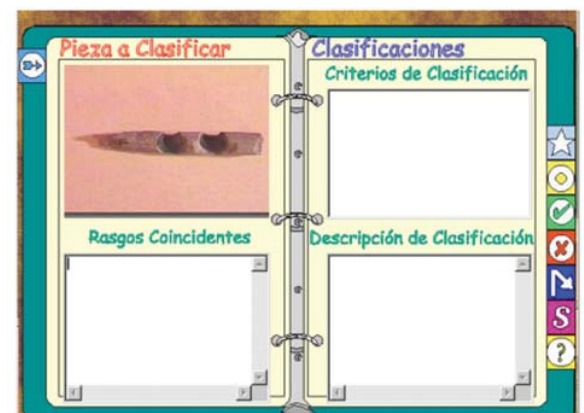 Pieza a Clasificar
Clasificaciones
Criterios de Clasificación
Rasgos Coincidentes
Descripción de Clasificación
S
?